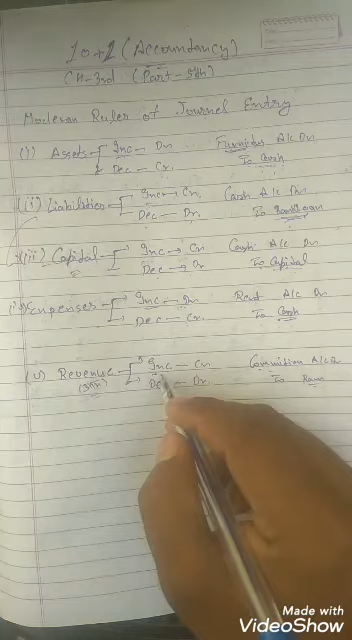 10+2 (Accountancy)
Ch-3rd (Part-5th)
Modern Rules of Journal Entry
(i) Assets Inc - Dr. Furniture A/c Dr
Dec - Cr. To Cash
(ii) Liabilities Inc - Cr. Cash A/c Dr
Dec - Dr. To Bank loan
(iii) Capital Inc → Cr Cash A/c Dr
Dec → Dr To Capital
(iv) Expenses Inc - Dr Rent A/c Dr
Dec - Cr. To Cash
(v) Revenue Inc - Cr Commission A/c
Dec - Dr To
Made with
VideoShow